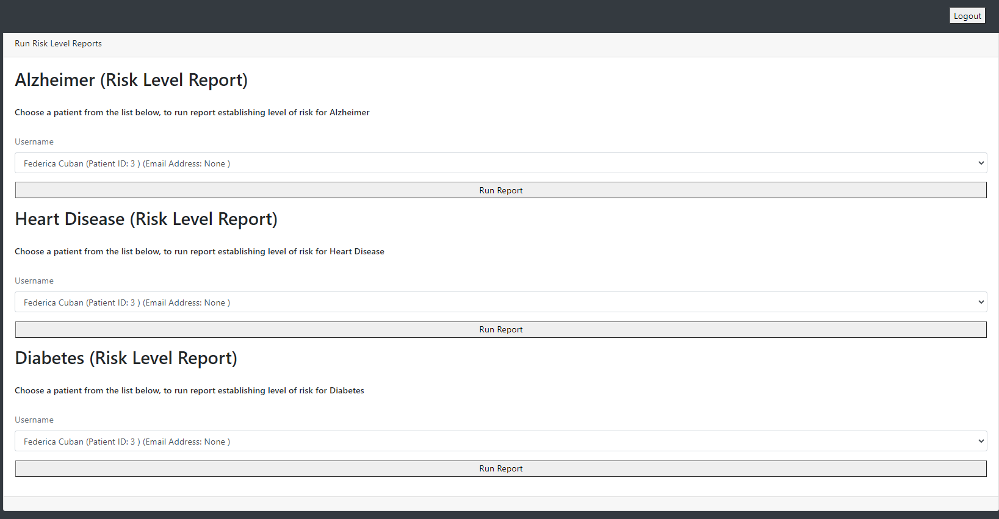 Logout
Run Risk Level Reports
Alzheimer (Risk Level Report)
Choose a patient from the list below, to run report establishing level of risk for Alzheimer
Username
Federica Cuban (Patient ID: 3 ) (Email Address: None )
Run Report
Heart Disease (Risk Level Report)
Choose a patient from the list below, to run report establishing level of risk for Heart Disease
Username
Federica Cuban (Patient ID: 3 ) (Email Address: None )
Run Report
Diabetes (Risk Level Report)
Choose a patient from the list below, to run report establishing level of risk for Diabetes
Username
Federica Cuban (Patient ID: 3 ) (Email Address: None )
Run Report